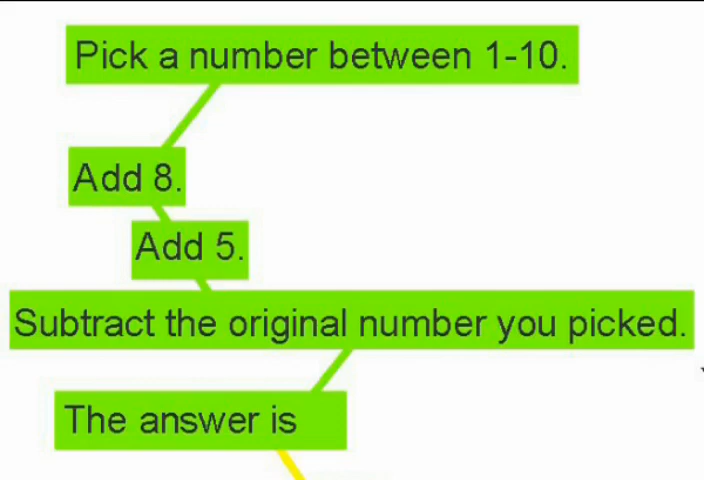 Pick a number between 1-10.
Add 8.
Add 5.
Subtract the original number you picked.
The answer is